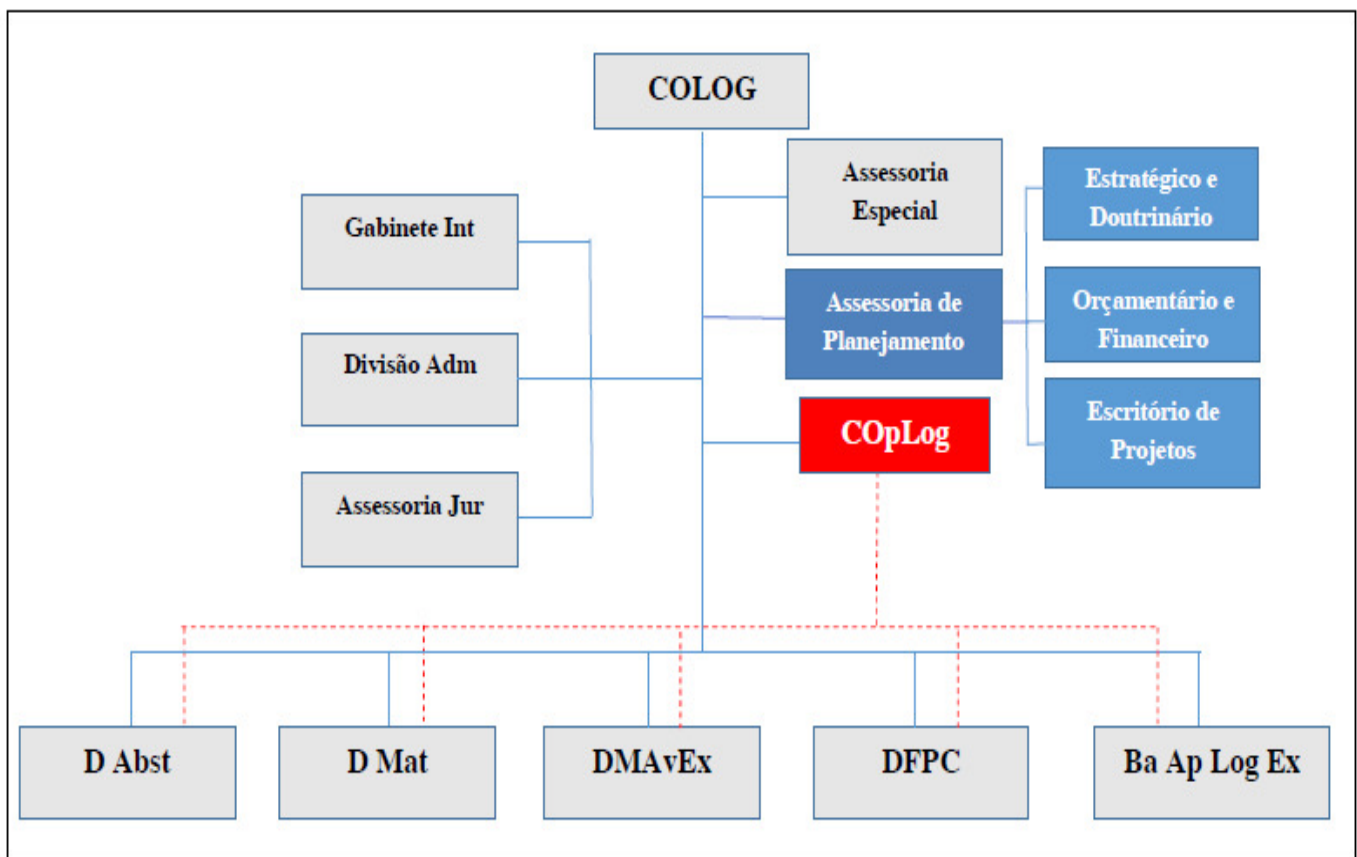 COLOG
Assessoria
Especial
Estratégico e
Doutrinário
Gabinete Int
Assessoria de
Planejamento
Orçamentário e
Financeiro
Divisão Adm
COpLog
Escritório de
Projetos
Assessoria Jur
D Abst
D Mat
DMAvEx
DFPC
Ba Ap Log Ex